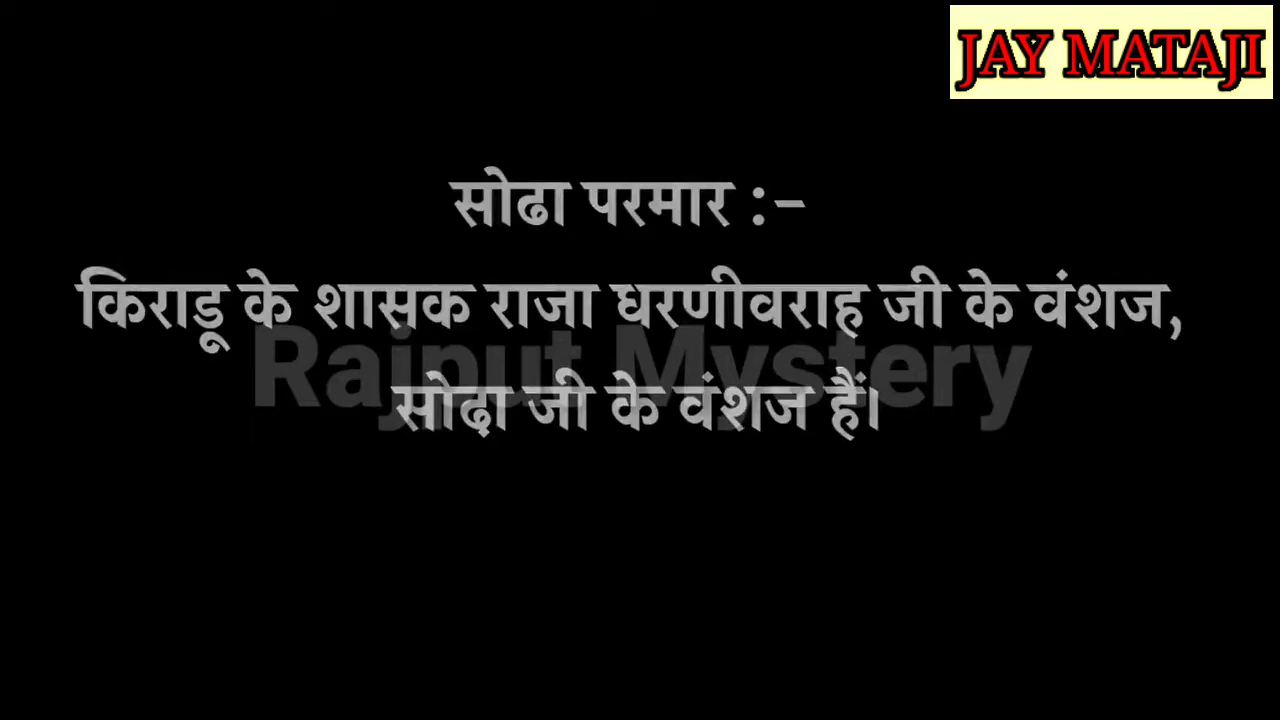 JAY MATAJI
सोढा परमार :-
किराडू के शासक राजा धरणीवराह जी के वंशज,
Rajput Mystery
सोढ़ा जी के वंशज हैं।